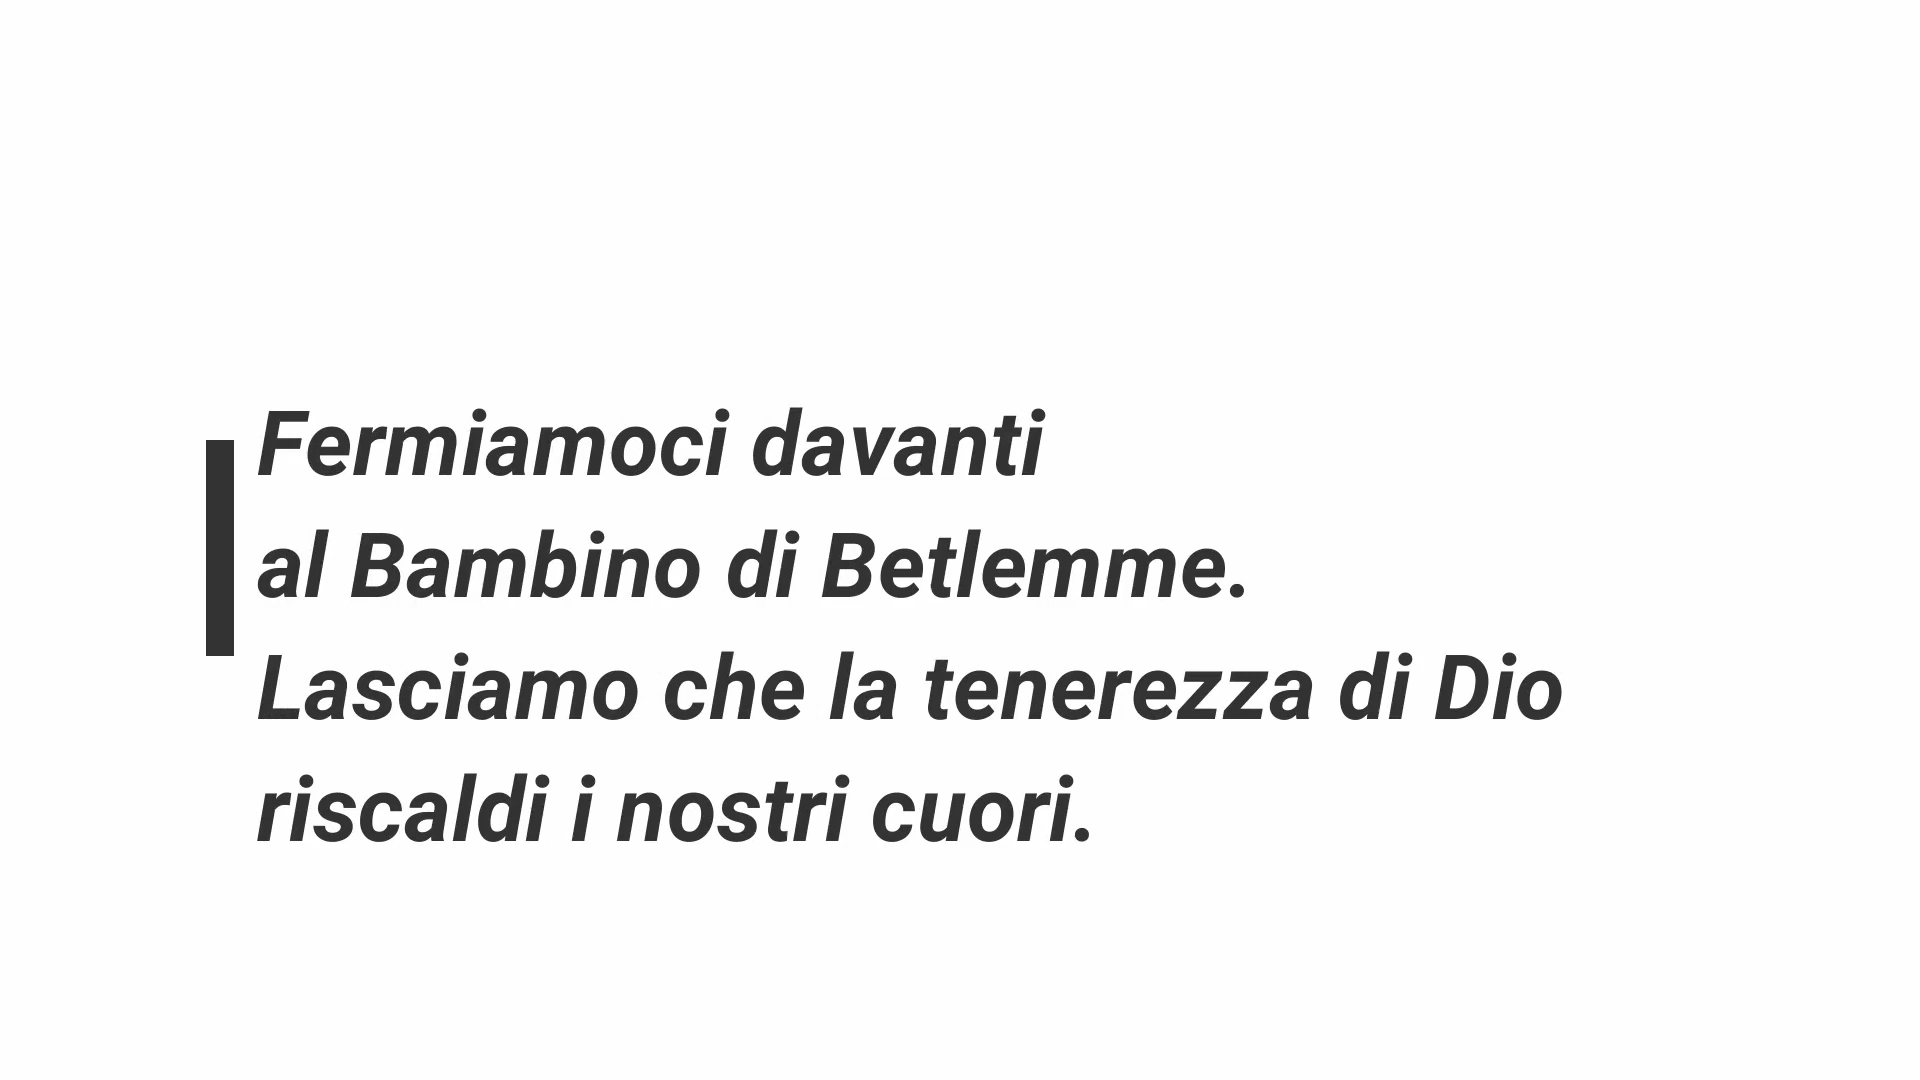 Fermiamoci davanti
al Bambino di Betlemme.
Lasciamo che la tenerezza di Dio
riscaldi i nostri cuori.